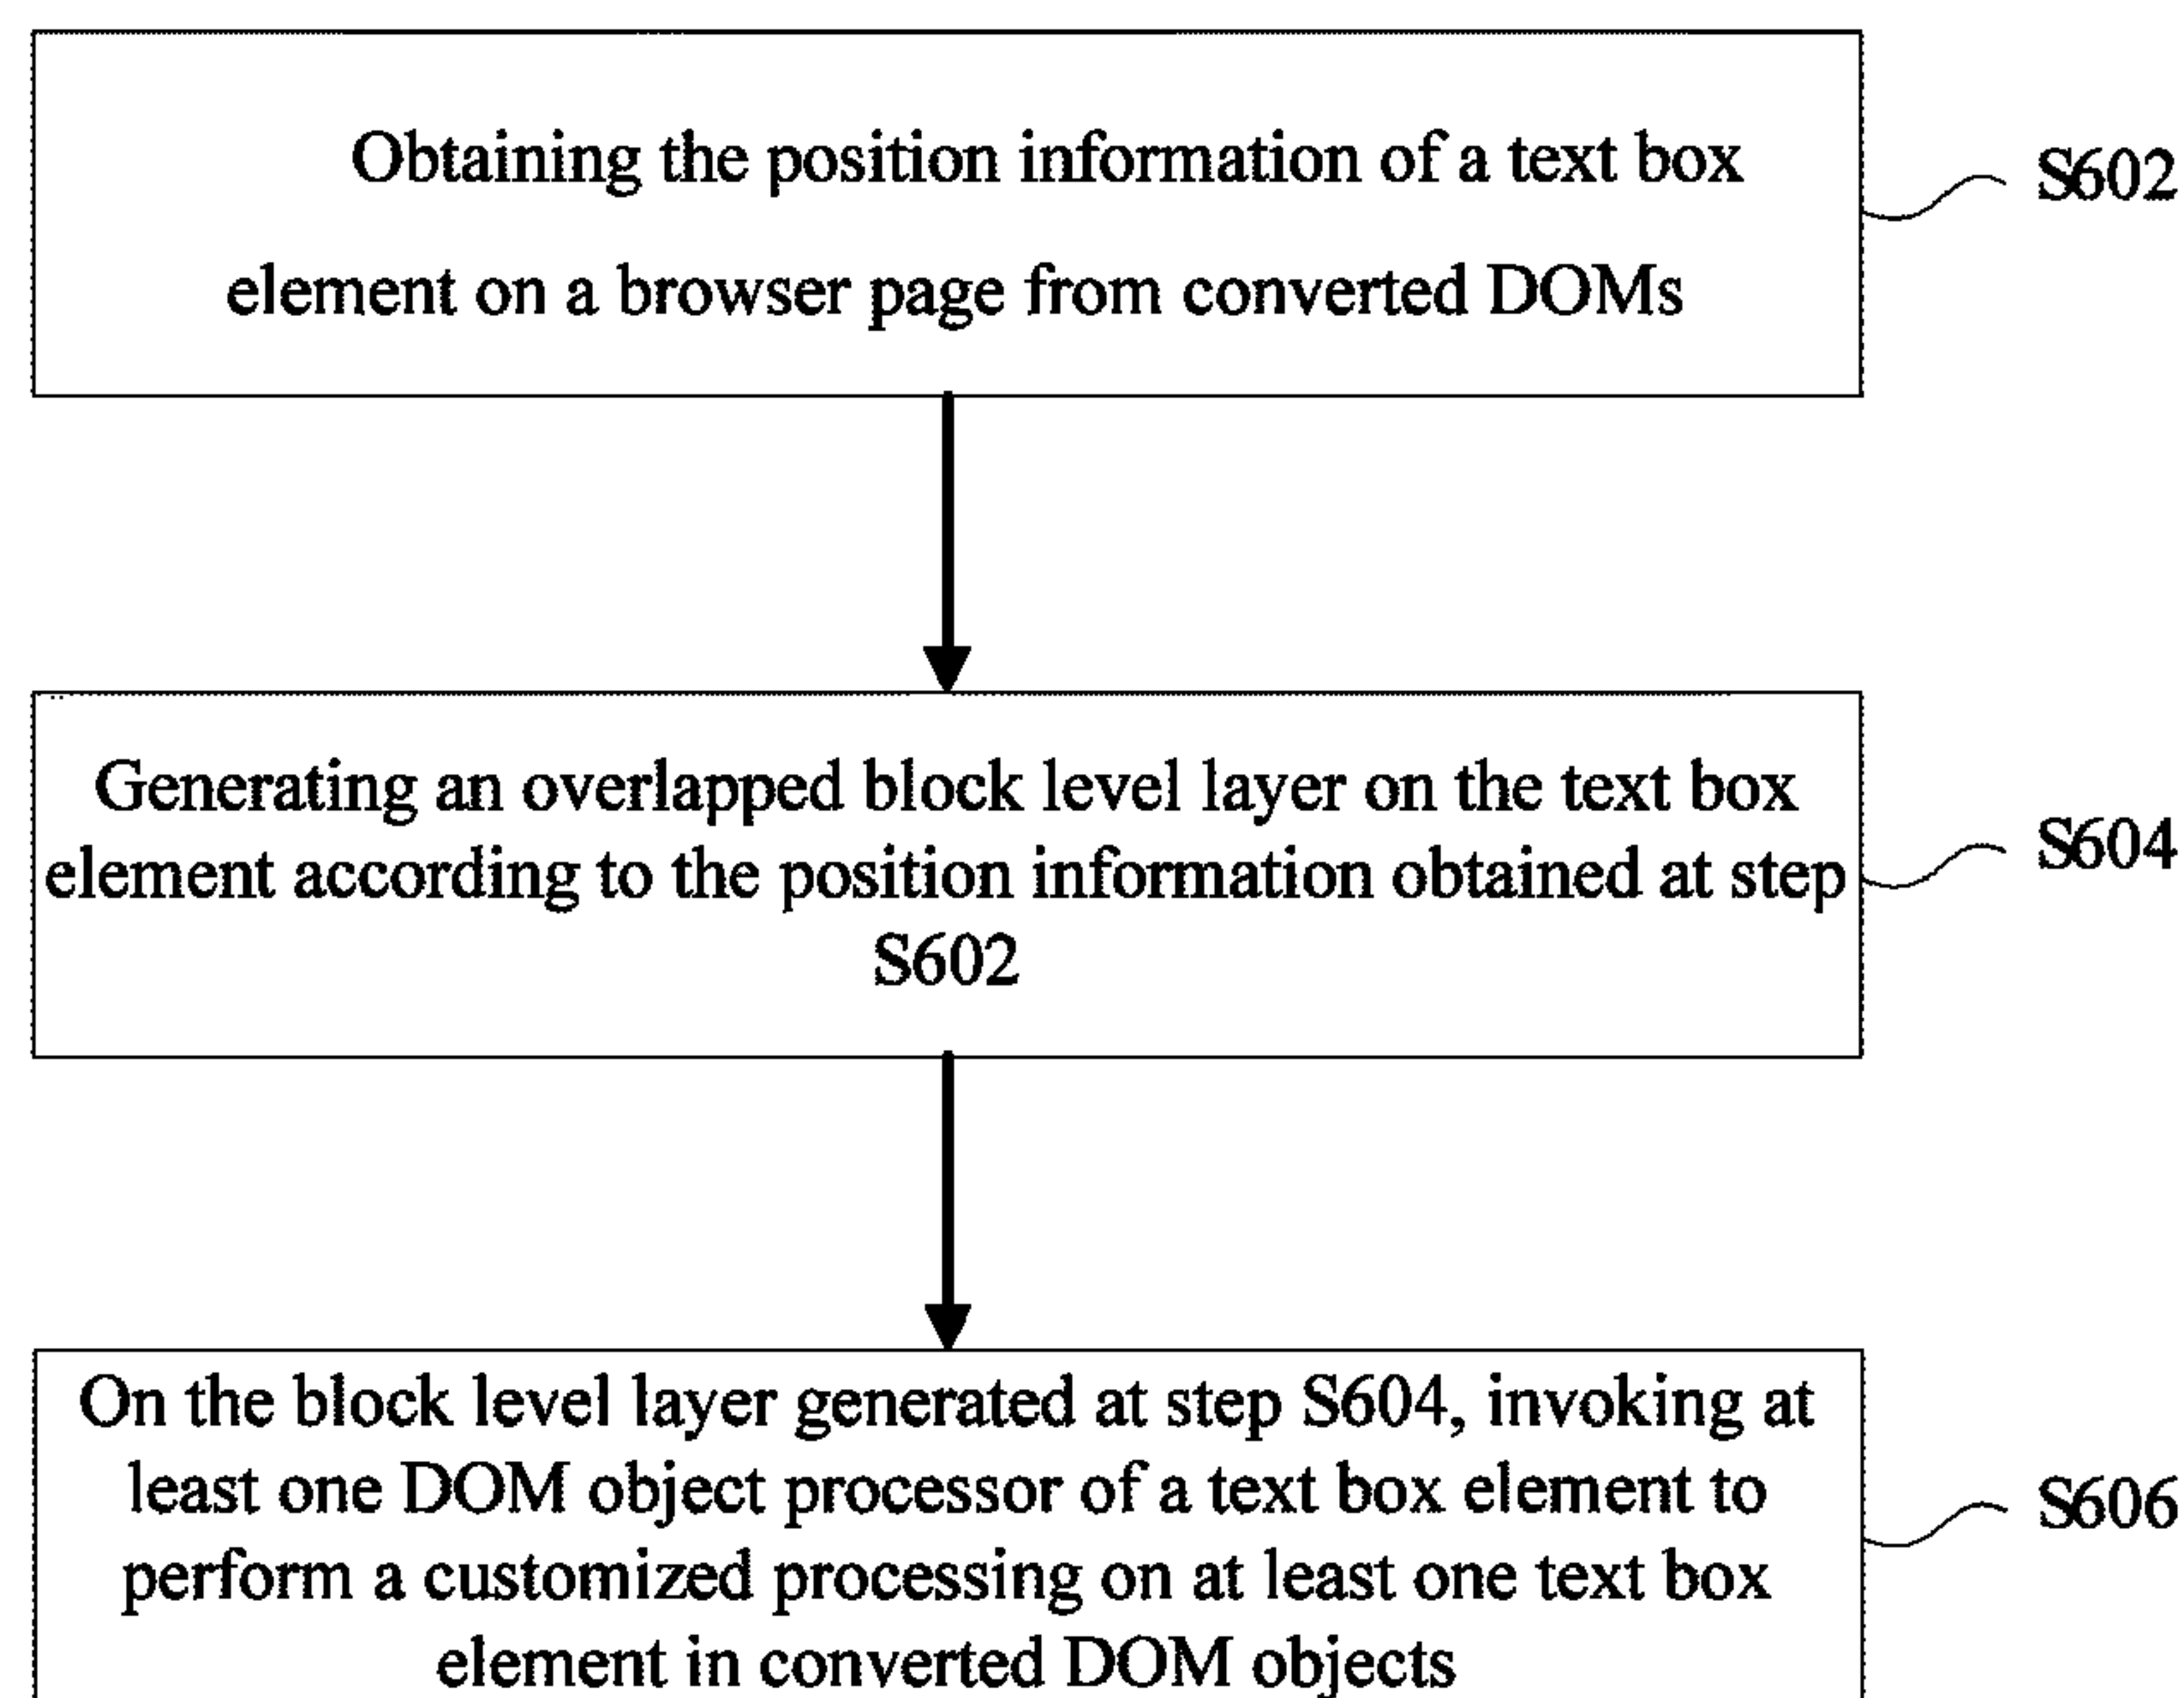 Obtaining the position information of a text box
element on a browser page from converted DOMs
S602
Generating an overlapped block level layer on the text box
element according to the position information obtained at step
S602
S604
On the block level layer generated at step S604, invoking at
least one DOM object processor of a text box element to
perform a customized processing on at least one text box
element in converted DOM objects
S606